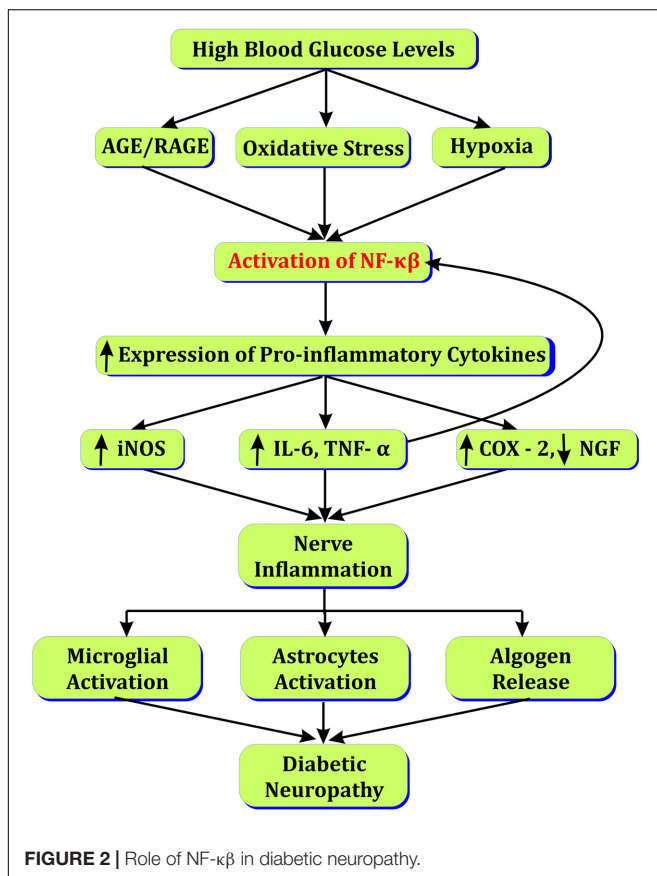 High Blood Glucose Levels
AGE/RAGE
Oxidative Stress
Hypoxia
Activation of NF-κβ
↑ Expression of Pro-inflammatory Cytokines
↑ iNOS
↑ IL-6, TNF- α
↑ COX - 2, ↓ NGF
Nerve
Inflammation
Microglial
Activation
Astrocytes
Activation
Algogen
Release
Diabetic
Neuropathy
FIGURE 2 | Role of NF-κβ in diabetic neuropathy.